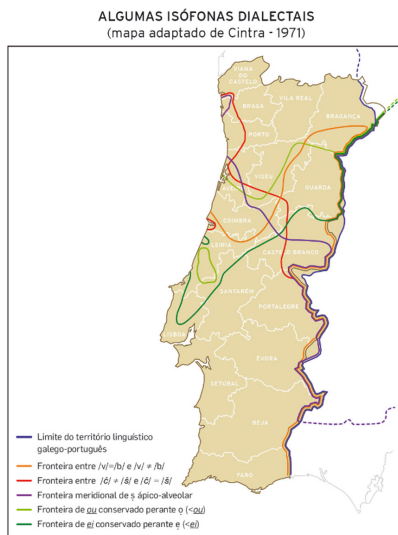 ALGUMAS ISÓFONAS DIALECTAIS
(mapa adaptado de Cintra - 1971)
VIANA
DO
CASTELO
BRAGA
VILA REAL
BRAGANÇA
PORTO
VISEU
GUARDA
COIMBRA
LEIRIA
CASTELO BRANCO
SANTARÉM
PORTALEGRE
LISBOA
ÉVORA
SETÚBAL
BEJA
FARO
Limite do território linguístico
galego-português
Fronteira entre /v/=/b/ e /v/ ≠ /b/
Fronteira entre /č/ ≠ /š/ e /č/ = /š/
Fronteira meridional de ș ápico-alveolar
Fronteira de ou conservado perante ọ (<ou)
Fronteira de ei conservado perante ẹ (<ei)